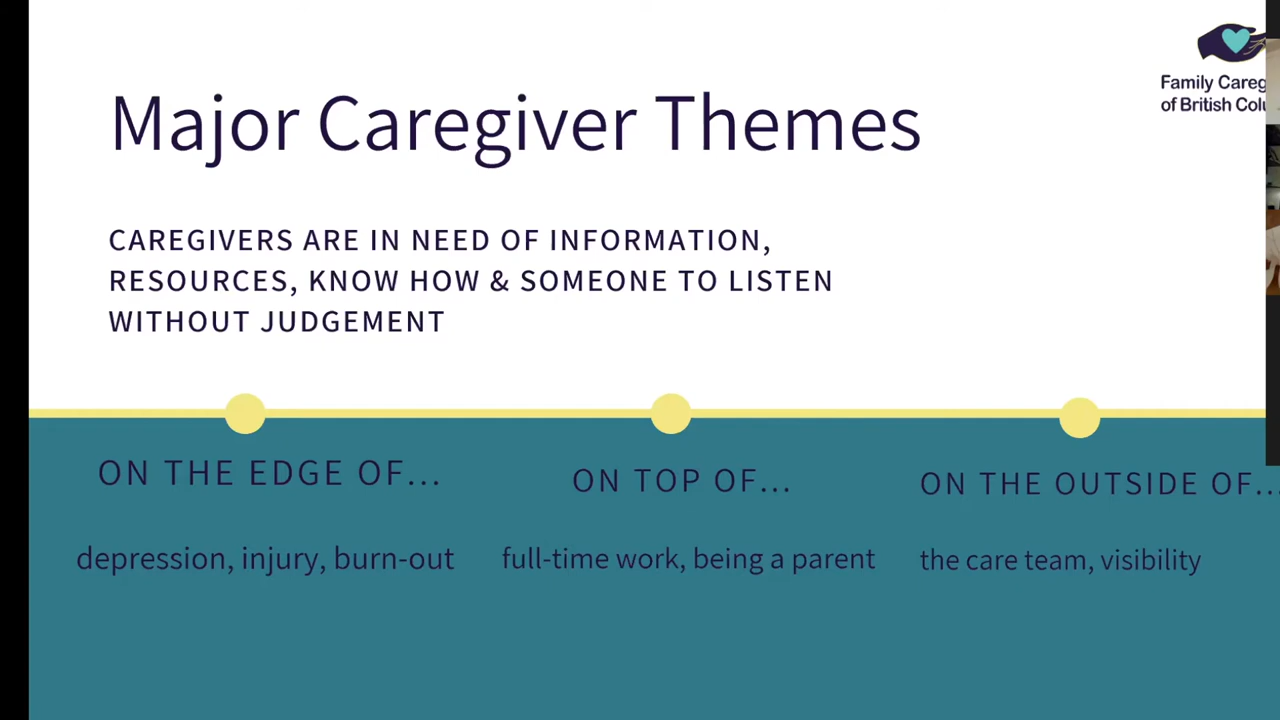 Family Careg
of British Colu
Major Caregiver Themes
CAREGIVERS ARE IN NEED OF INFORMATION,
RESOURCES, KNOW HOW & SOMEONE TO LISTEN
WITHOUT JUDGEMENT
ON THE EDGE OF...
depression, injury, burn-out
ON TOP OF...
full-time work, being a parent
ON THE OUTSIDE OF...
the care team, visibility